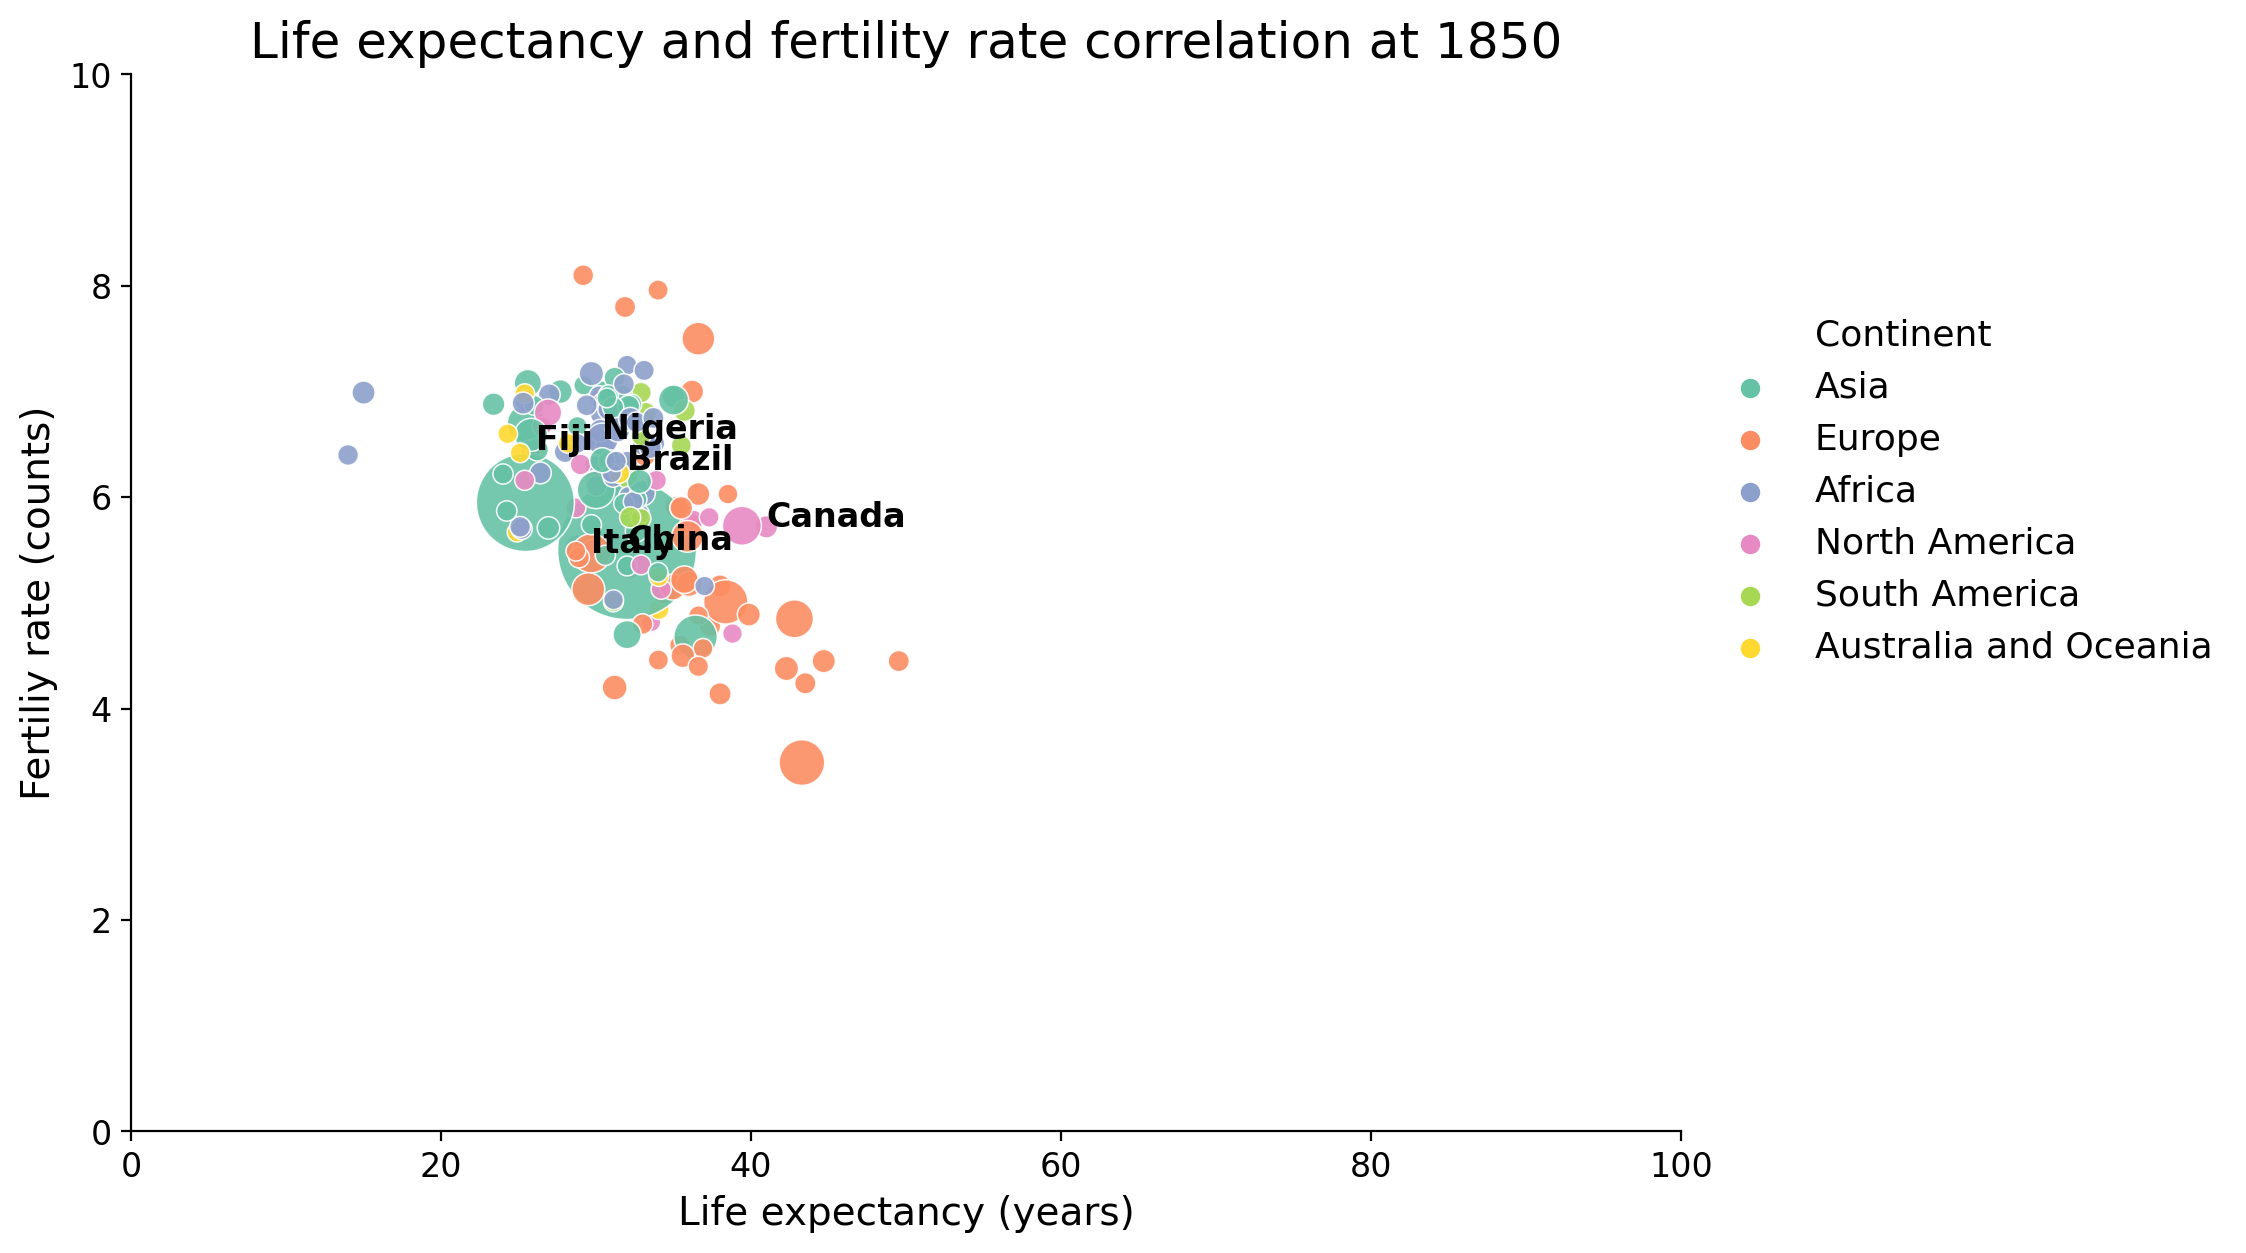 Life expectancy and fertility rate correlation at 1850
10
8
6
4
2
0
Fertiliy rate (counts)
Nigeria
Fiji
Brazil
Canada
China
Italy
0 20 40 60 80 100
Life expectancy (years)
Continent
Asia
Europe
Africa
North America
South America
Australia and Oceania